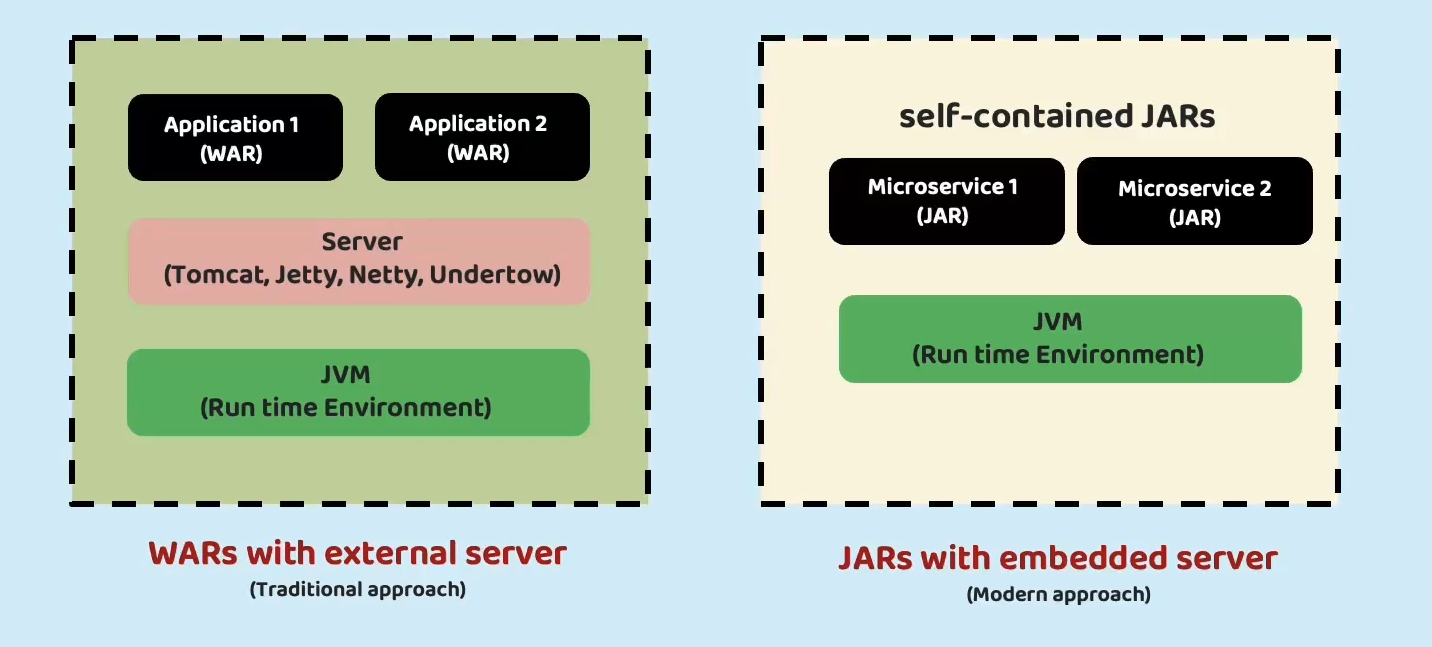 Application 1
(WAR)
Application 2
(WAR)
Server
(Tomcat, Jetty, Netty, Undertow)
JVM
(Run time Environment)
WARs with external server
(Traditional approach)
self-contained JARs
Microservice 1
(JAR)
Microservice 2
(JAR)
JVM
(Run time Environment)
JARs with embedded server
(Modern approach)